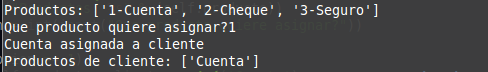 Productos: ['1-Cuenta', '2-Cheque', '3-Seguro']
Que producto quiere asignar?1
Cuenta asignada a cliente
Productos de cliente: ['Cuenta']